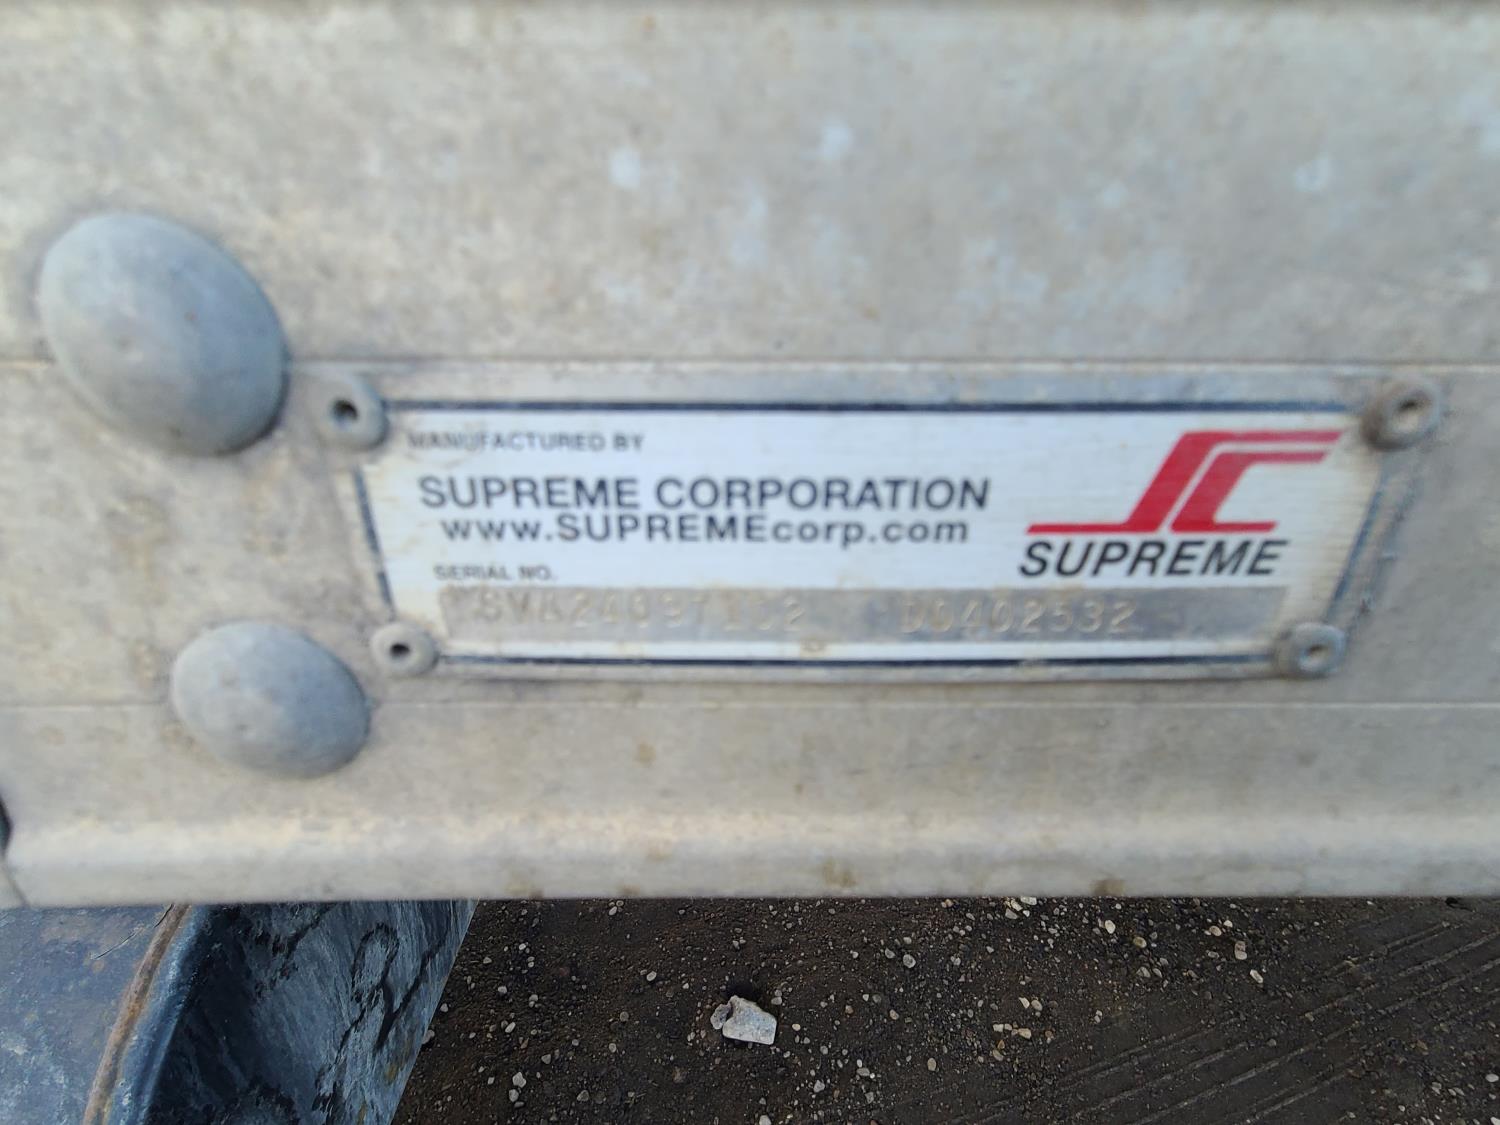 MANUFACTURED BY
SUPREME CORPORATION
www.SUPREMEcorp.com
SUPREME
SERIAL NO.
D0402532